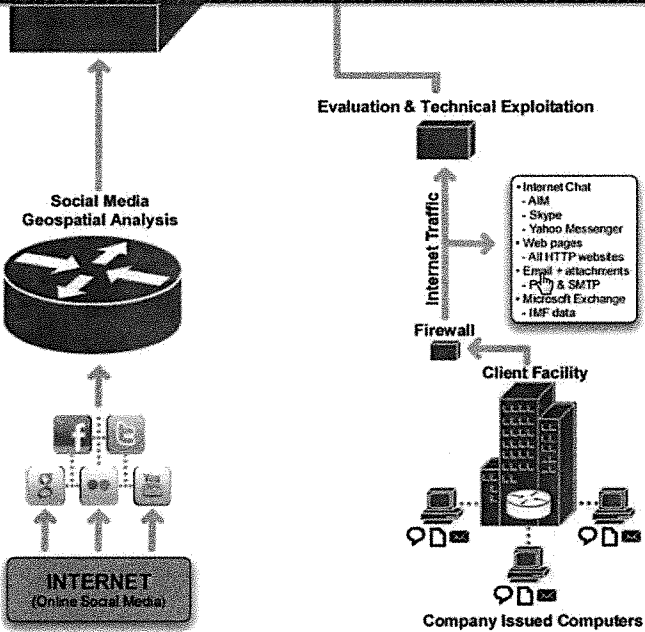 Evaluation & Technical Exploitation
Social Media
Geospatial Analysis
Internet Traffic
• Internet Chat
- AIM
- Skype
- Yahoo Messenger
• Web pages
- All HTTP websites
• Email + attachments
& SMTP
• Microsoft Exchange
- IMF data
Firewall
Client Facility
f
t
g
You
INTERNET
(Online Social Media)
Company Issued Computers